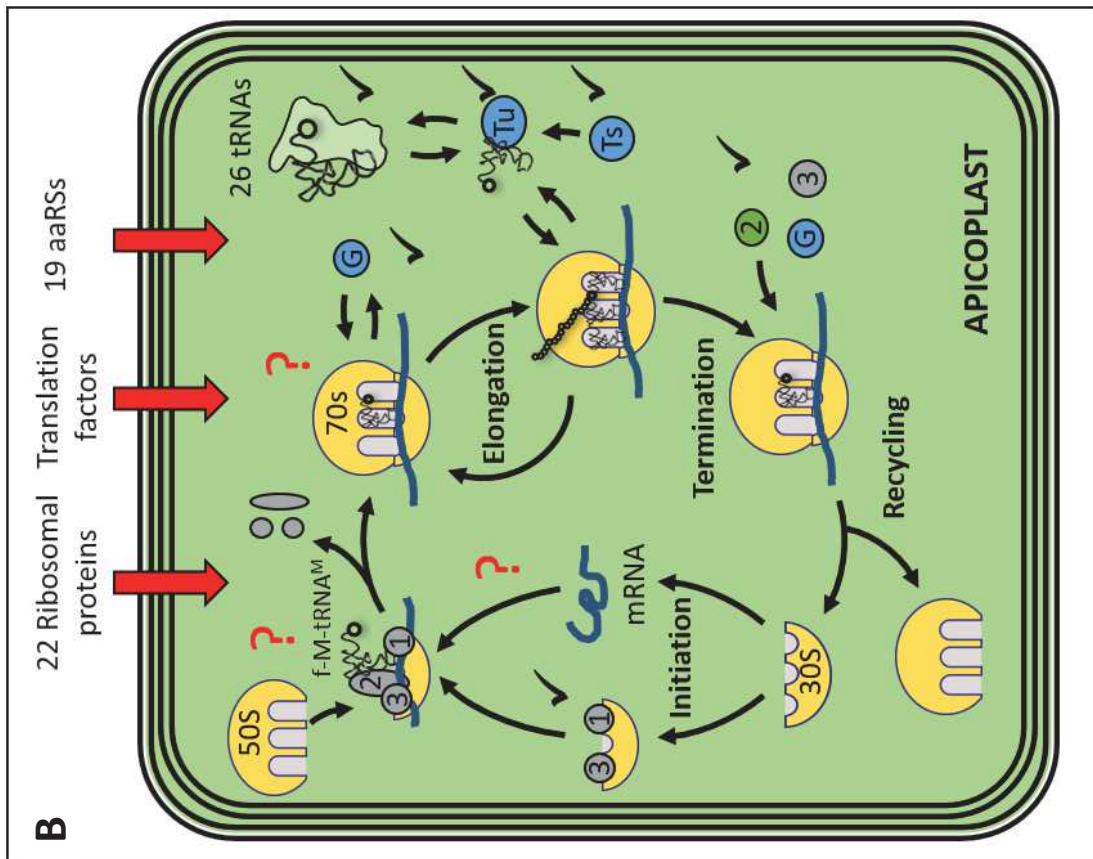 B
22 Ribosomal
proteins
Translation
factors
19 aaRSs
50S
?
f-M-tRNAᴹ
2
3
1
?
70s
G
26 tRNAs
Tu
Ts
Elongation
3
1
Initiation
?
mRNA
Termination
2
G
3
30S
Recycling
APICOPLAST